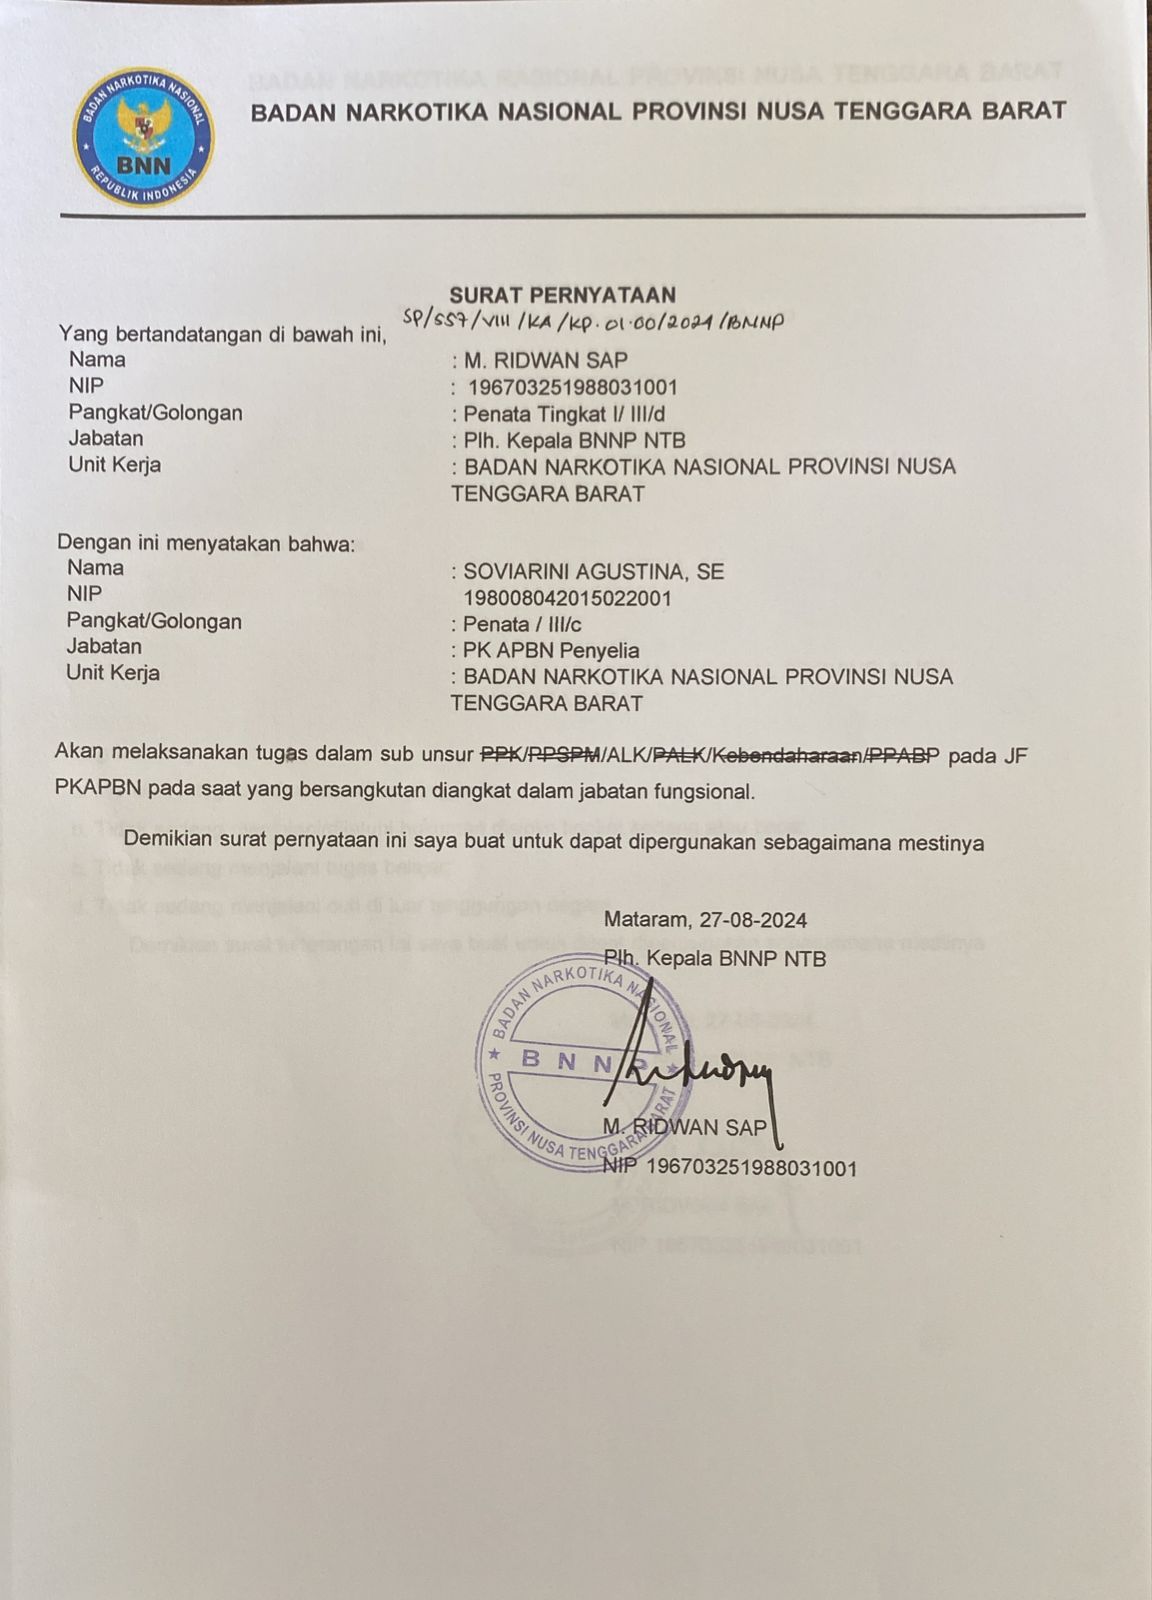 BADAN NARKOTIKA NASIONAL
BNN
REPUBLIK INDONESIA
BADAN NARKOTIKA NASIONAL PROVINSI NUSA TENGGARA BARAT
SURAT PERNYATAAN
SP/557/VIII/KA/KP.01.00/2024/BNNP
Yang bertandatangan di bawah ini,
Nama : M. RIDWAN SAP
NIP : 196703251988031001
Pangkat/Golongan : Penata Tingkat I/ III/d
Jabatan : Plh. Kepala BNNP NTB
Unit Kerja : BADAN NARKOTIKA NASIONAL PROVINSI NUSA
TENGGARA BARAT
Dengan ini menyatakan bahwa:
Nama : SOVIARINI AGUSTINA, SE
NIP 198008042015022001
Pangkat/Golongan : Penata / III/c
Jabatan : PK APBN Penyelia
Unit Kerja : BADAN NARKOTIKA NASIONAL PROVINSI NUSA
TENGGARA BARAT
Akan melaksanakan tugas dalam sub unsur PPK/PPSPM/ALK/PALK/Kebendaharaan/PPABP pada JF
PKAPBN pada saat yang bersangkutan diangkat dalam jabatan fungsional.
Demikian surat pernyataan ini saya buat untuk dapat dipergunakan sebagaimana mestinya
Mataram, 27-08-2024
Plh. Kepala BNNP NTB
BADAN NARKOTIKA NASIONAL
BNNP
PROVINSI NUSA TENGGARA BARAT
M. RIDWAN SAP
NIP 196703251988031001